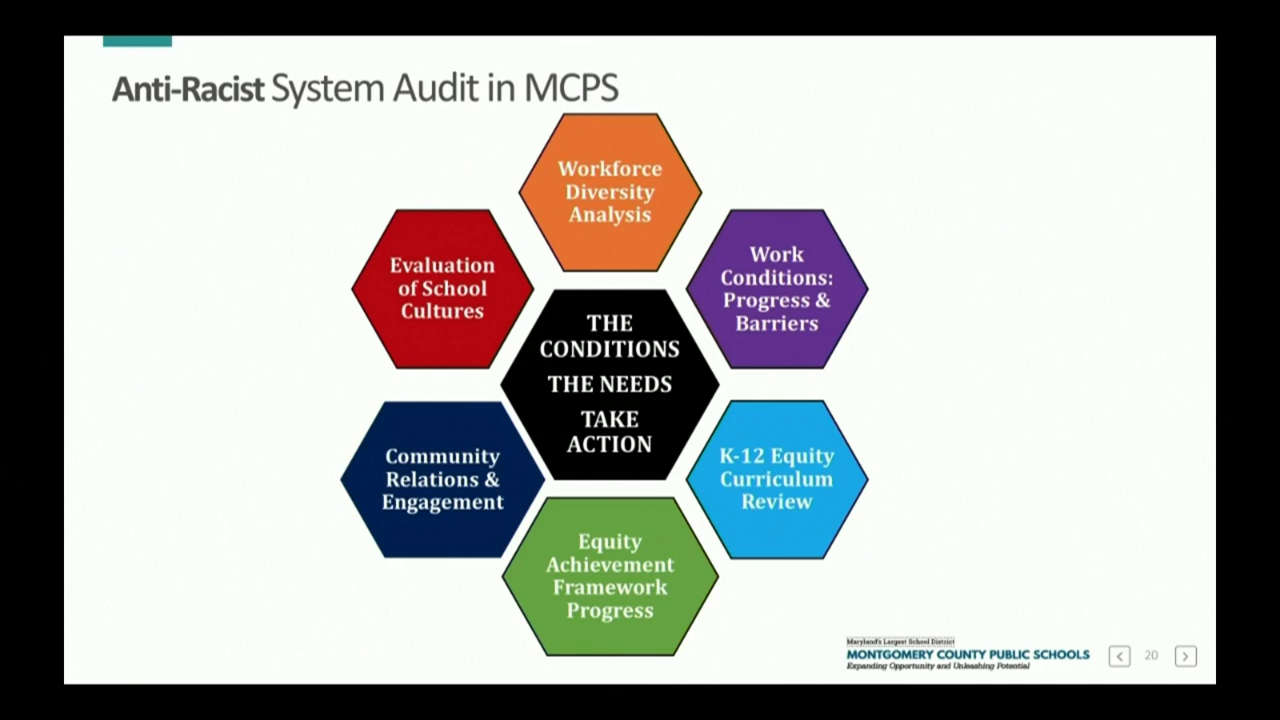 Anti-Racist System Audit in MCPS
Workforce
Diversity
Analysis
Evaluation
of School
Cultures
Work
Conditions:
Progress &
Barriers
THE
CONDITIONS
THE NEEDS
TAKE
ACTION
Community
Relations &
Engagement
K-12 Equity
Curriculum
Review
Equity
Achievement
Framework
Progress
Maryland's Largest School District
MONTGOMERY COUNTY PUBLIC SCHOOLS
Expanding Opportunity and Unleashing Potential
< 20 >